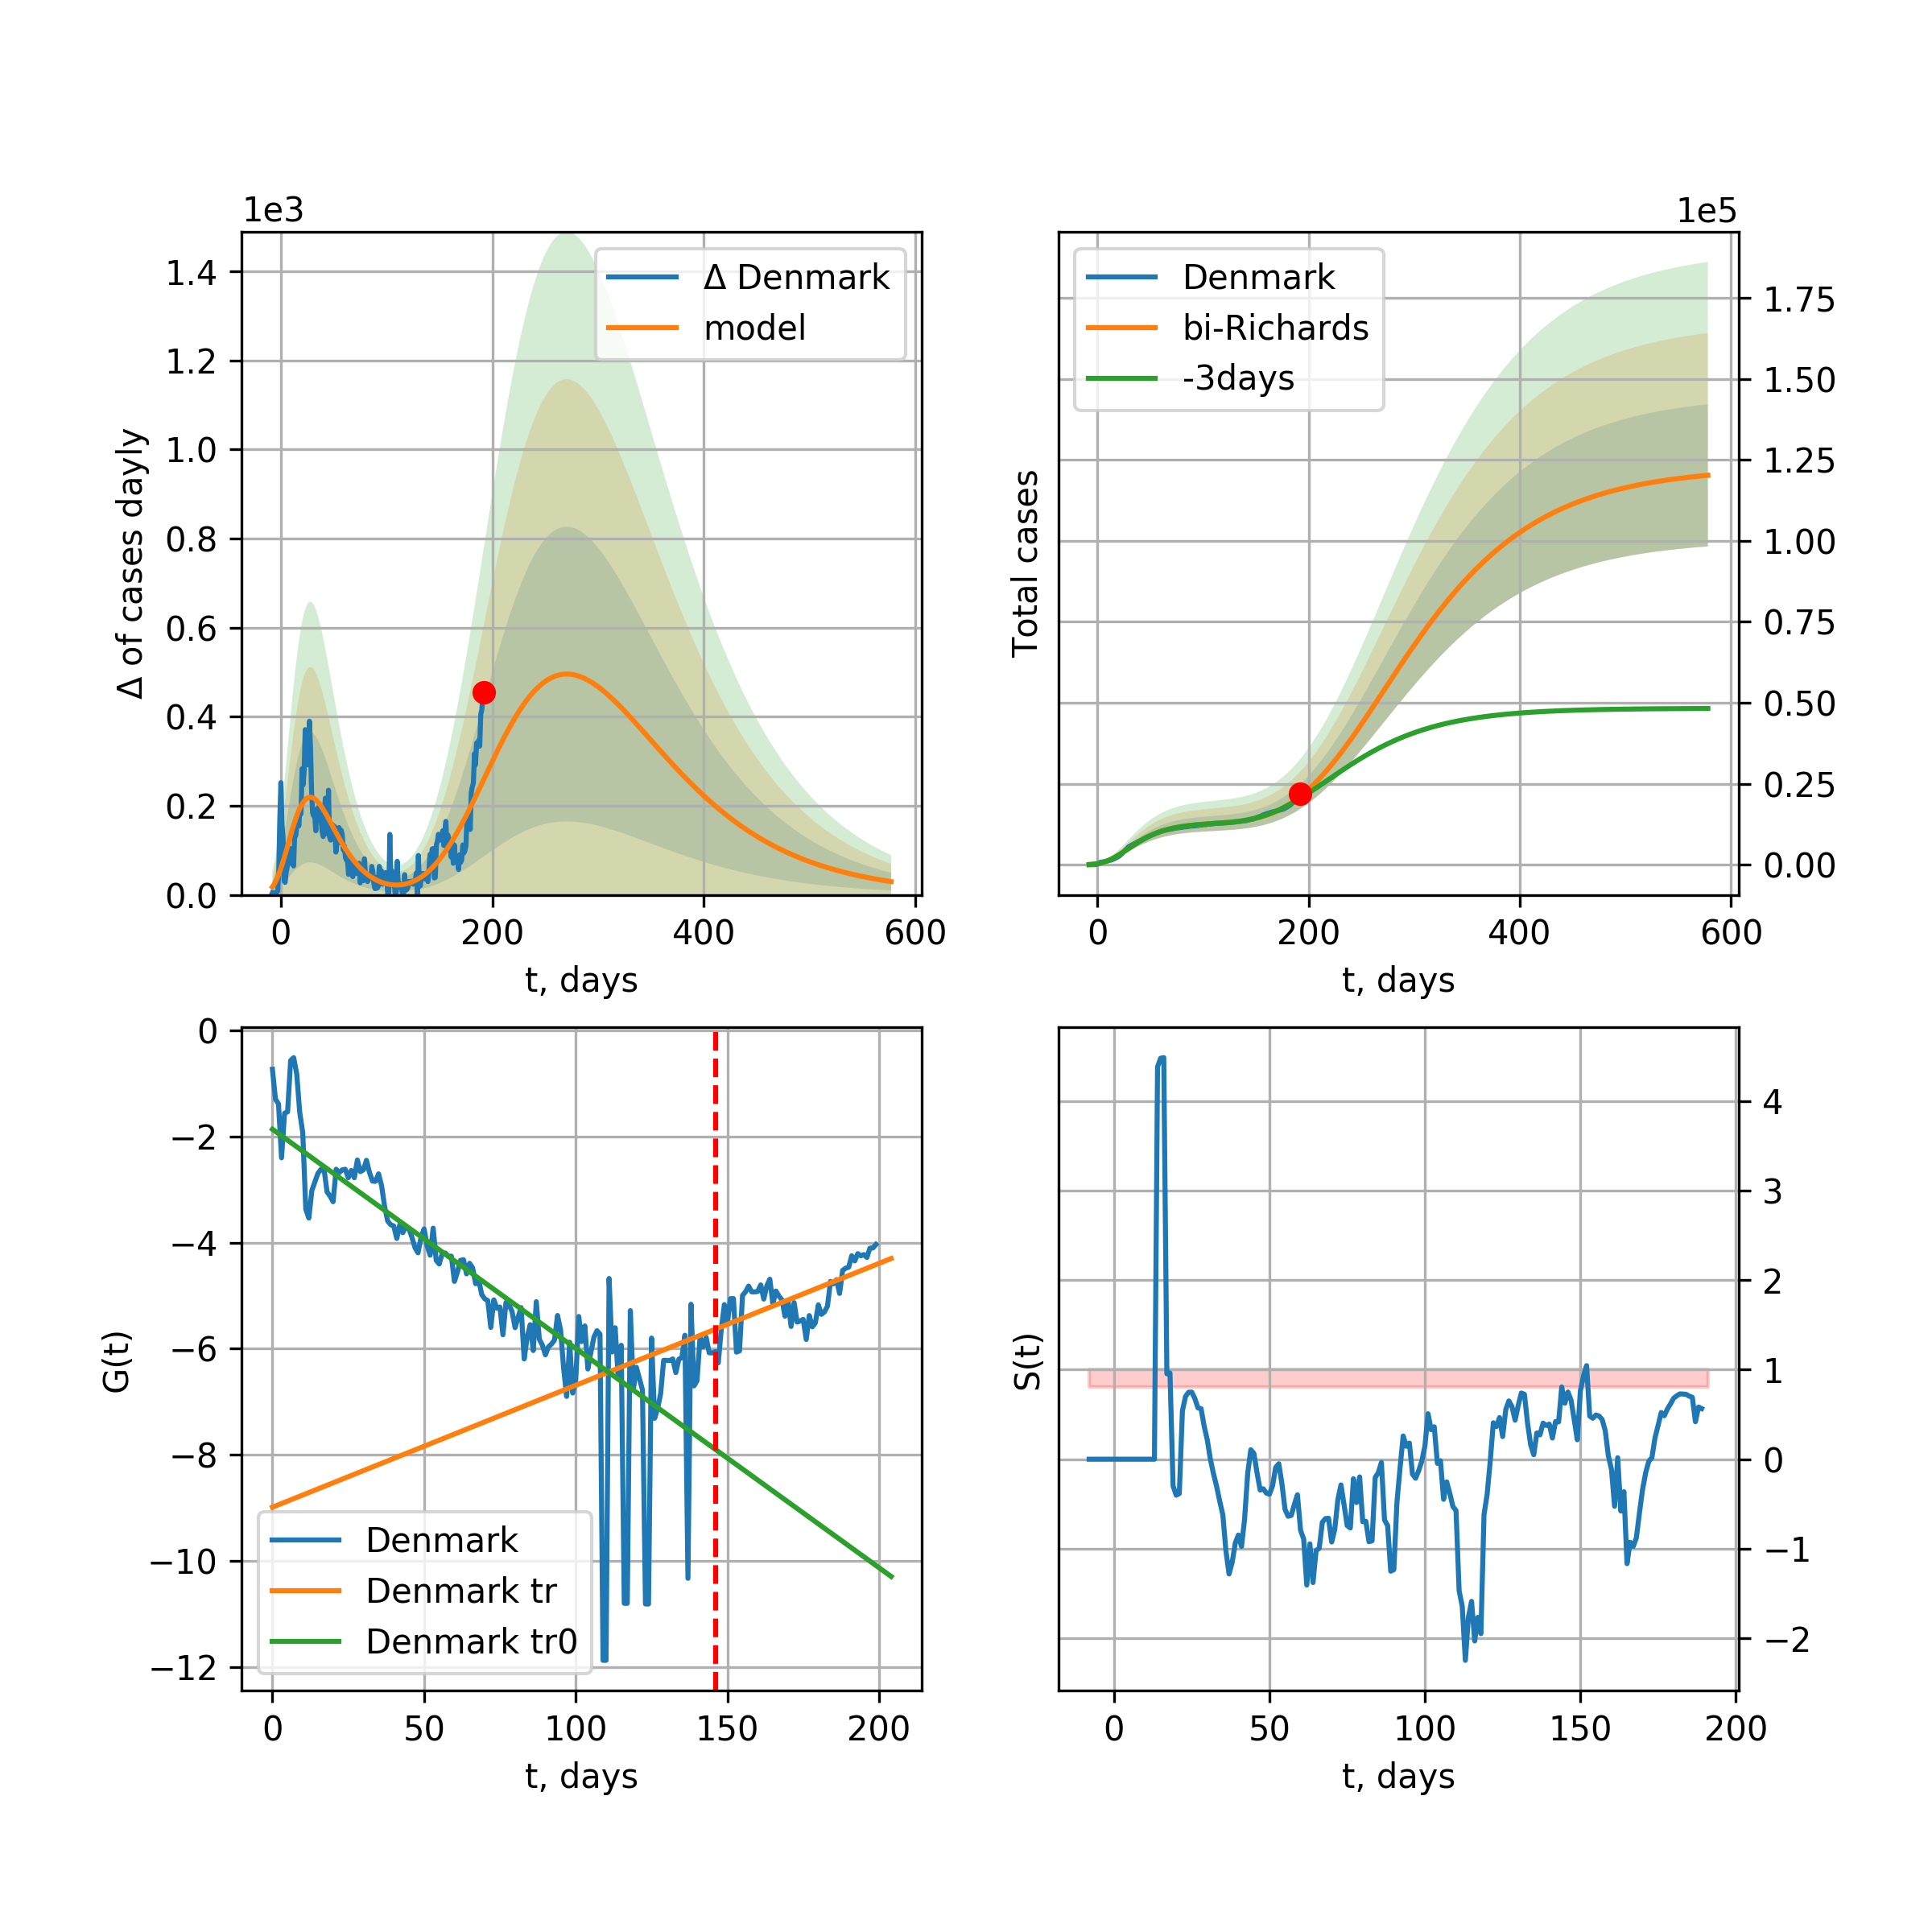 1e3
1.4
1.2
1.0
0.8
0.6
0.4
0.2
0.0
Δ of cases dayly
Δ Denmark
model
0 200 400 600
t, days
1e5
Denmark
bi-Richards
-3days
Total cases
1.75
1.50
1.25
1.00
0.75
0.50
0.25
0.00
0 200 400 600
t, days
0
−2
−4
−6
−8
−10
−12
G(t)
Denmark
Denmark tr
Denmark tr0
0 50 100 150 200
t, days
S(t)
4
3
2
1
0
−1
−2
0 50 100 150 200
t, days